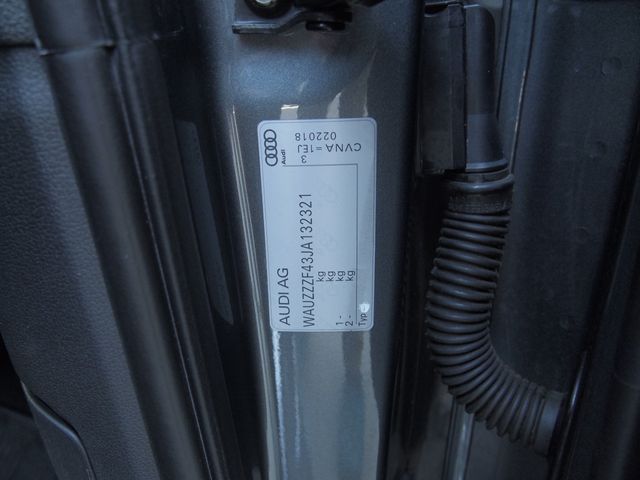 AUDI AG
WAUZZZF43JA132321
kg
kg
1 - kg
2 - kg
Typ
Audi
3
CVNA =1EJ
022018